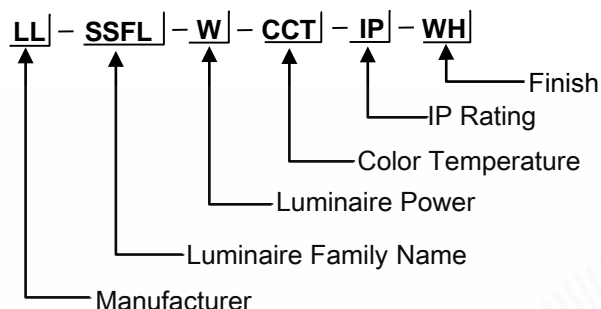 LL - SSFL - W - CCT - IP - WH
Finish
IP Rating
Color Temperature
Luminaire Power
Luminaire Family Name
Manufacturer